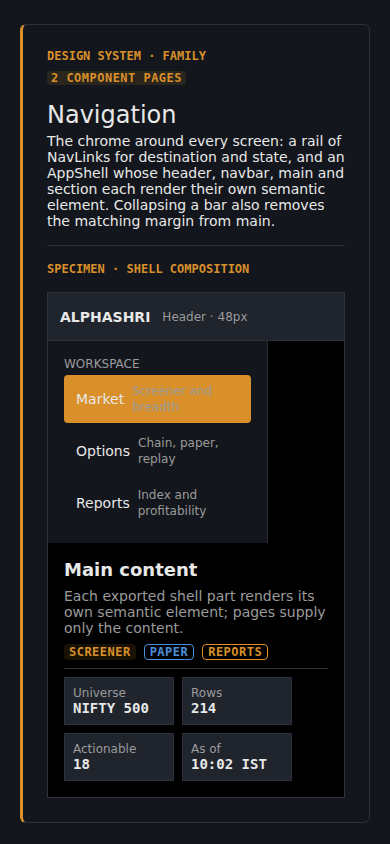 DESIGN SYSTEM · FAMILY
2 COMPONENT PAGES
Navigation
The chrome around every screen: a rail of
NavLinks for destination and state, and an
AppShell whose header, navbar, main and
section each render their own semantic
element. Collapsing a bar also removes
the matching margin from main.
SPECIMEN · SHELL COMPOSITION
ALPHASHRI Header · 48px
WORKSPACE
Market Screener and
breadth
Options Chain, paper,
replay
Reports Index and
profitability
Main content
Each exported shell part renders its
own semantic element; pages supply
only the content.
SCREENER PAPER REPORTS
Universe Rows
NIFTY 500 214
Actionable As of
18 10:02 IST